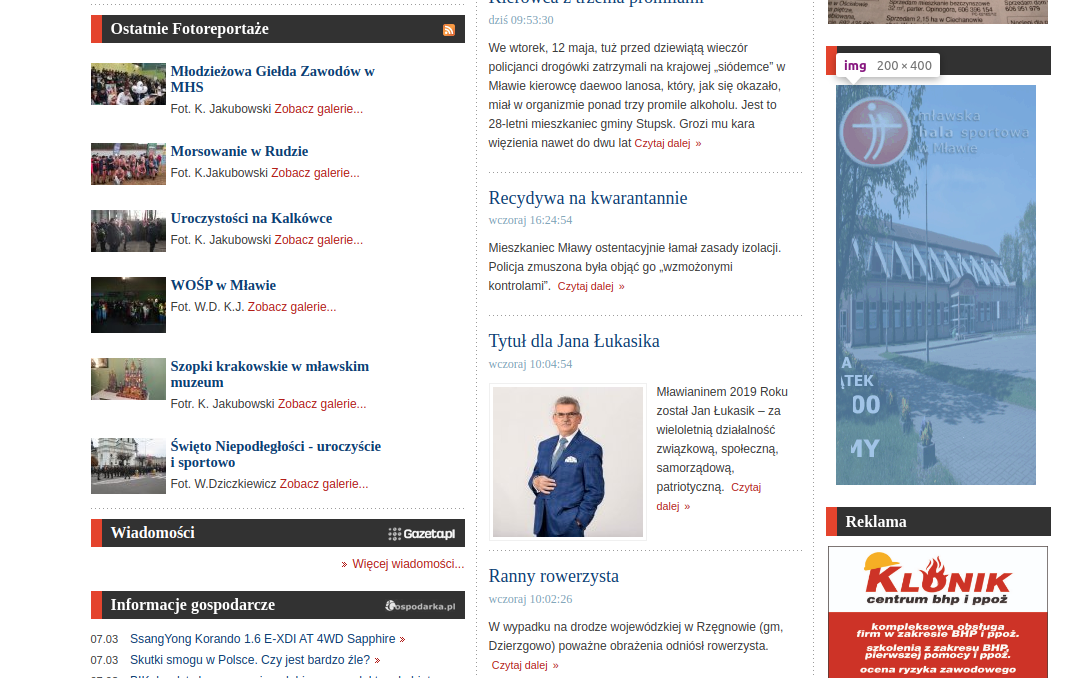 Ostatnie Fotoreportaże
Młodzieżowa Giełda Zawodów w
MHS
Fot. K. Jakubowski Zobacz galerie...
Morsowanie w Rudzie
Fot. K.Jakubowski Zobacz galerie...
Uroczystości na Kalkówce
Fot. K. Jakubowski Zobacz galerie...
WOŚP w Mławie
Fot. W.D. K.J. Zobacz galerie...
Szopki krakowskie w mławskim
muzeum
Fotr. K. Jakubowski Zobacz galerie...
Święto Niepodległości - uroczyście
i sportowo
Fot. W.Dziczkiewicz Zobacz galerie...
Wiadomości
Gazeta.pl
Więcej wiadomości...
Informacje gospodarcze
Gospodarka.pl
07.03 SsangYong Korando 1.6 E-XDI AT 4WD Sapphire »
07.03 Skutki smogu w Polsce. Czy jest bardzo źle? »
dziś 09:53:30
We wtorek, 12 maja, tuż przed dziewiątą wieczór
policjanci drogówki zatrzymali na krajowej „siódemce” w
Mławie kierowcę daewoo lanosa, który, jak się okazało,
miał w organizmie ponad trzy promile alkoholu. Jest to
28-letni mieszkaniec gminy Stupsk. Grozi mu kara
więzienia nawet do dwu lat Czytaj dalej »
Recydywa na kwarantannie
wczoraj 16:24:54
Mieszkaniec Mławy ostentacyjnie łamał zasady izolacji.
Policja zmuszona była objąć go „wzmożonymi
kontrolami”. Czytaj dalej »
Tytuł dla Jana Łukasika
wczoraj 10:04:54
Mławianinem 2019 Roku
został Jan Łukasik – za
wieloletnią działalność
związkową, społeczną,
samorządową,
patriotyczną. Czytaj
dalej »
Ranny rowerzysta
wczoraj 10:02:26
W wypadku na drodze wojewódzkiej w Rzęgnowie (gm,
Dzierzgowo) poważne obrażenia odniósł rowerzysta.
Czytaj dalej »
img 200 × 400
mławska
hala sportowa
w Mławie
A
ĄTEK
00
MY
Reklama
KLONIK
centrum bhp i ppoż
kompleksowa obsługa
firm w zakresie BHP i ppoż.
szkolenia z zakresu BHP,
pierwszej pomocy i ppoż.
ocena ryzyka zawodowego